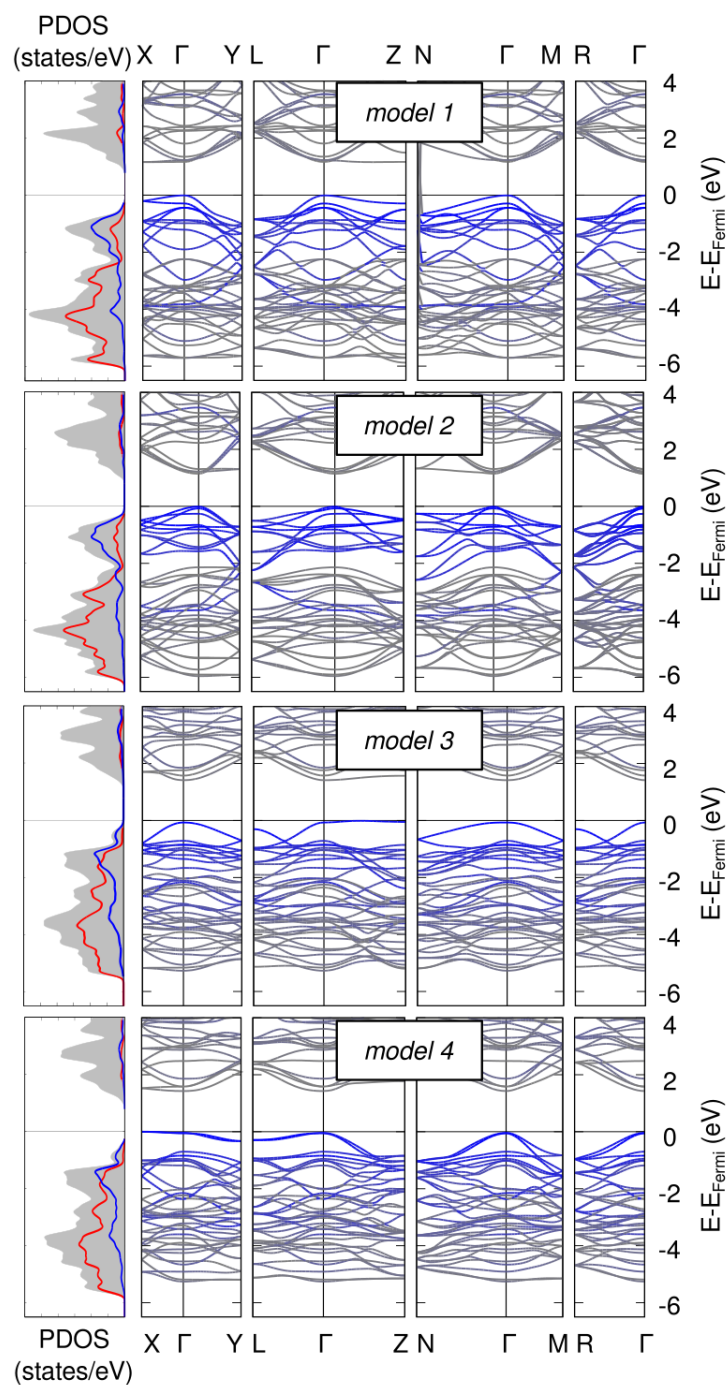 PDOS
(states/eV) X Γ Y L Γ Z N Γ M R Γ
model 1
4
2
0
-2
-4
-6
E-E_Fermi (eV)
model 2
4
2
0
-2
-4
-6
E-E_Fermi (eV)
model 3
4
2
0
-2
-4
-6
E-E_Fermi (eV)
model 4
4
2
0
-2
-4
-6
E-E_Fermi (eV)
PDOS X Γ Y L Γ Z N Γ M R Γ
(states/eV)